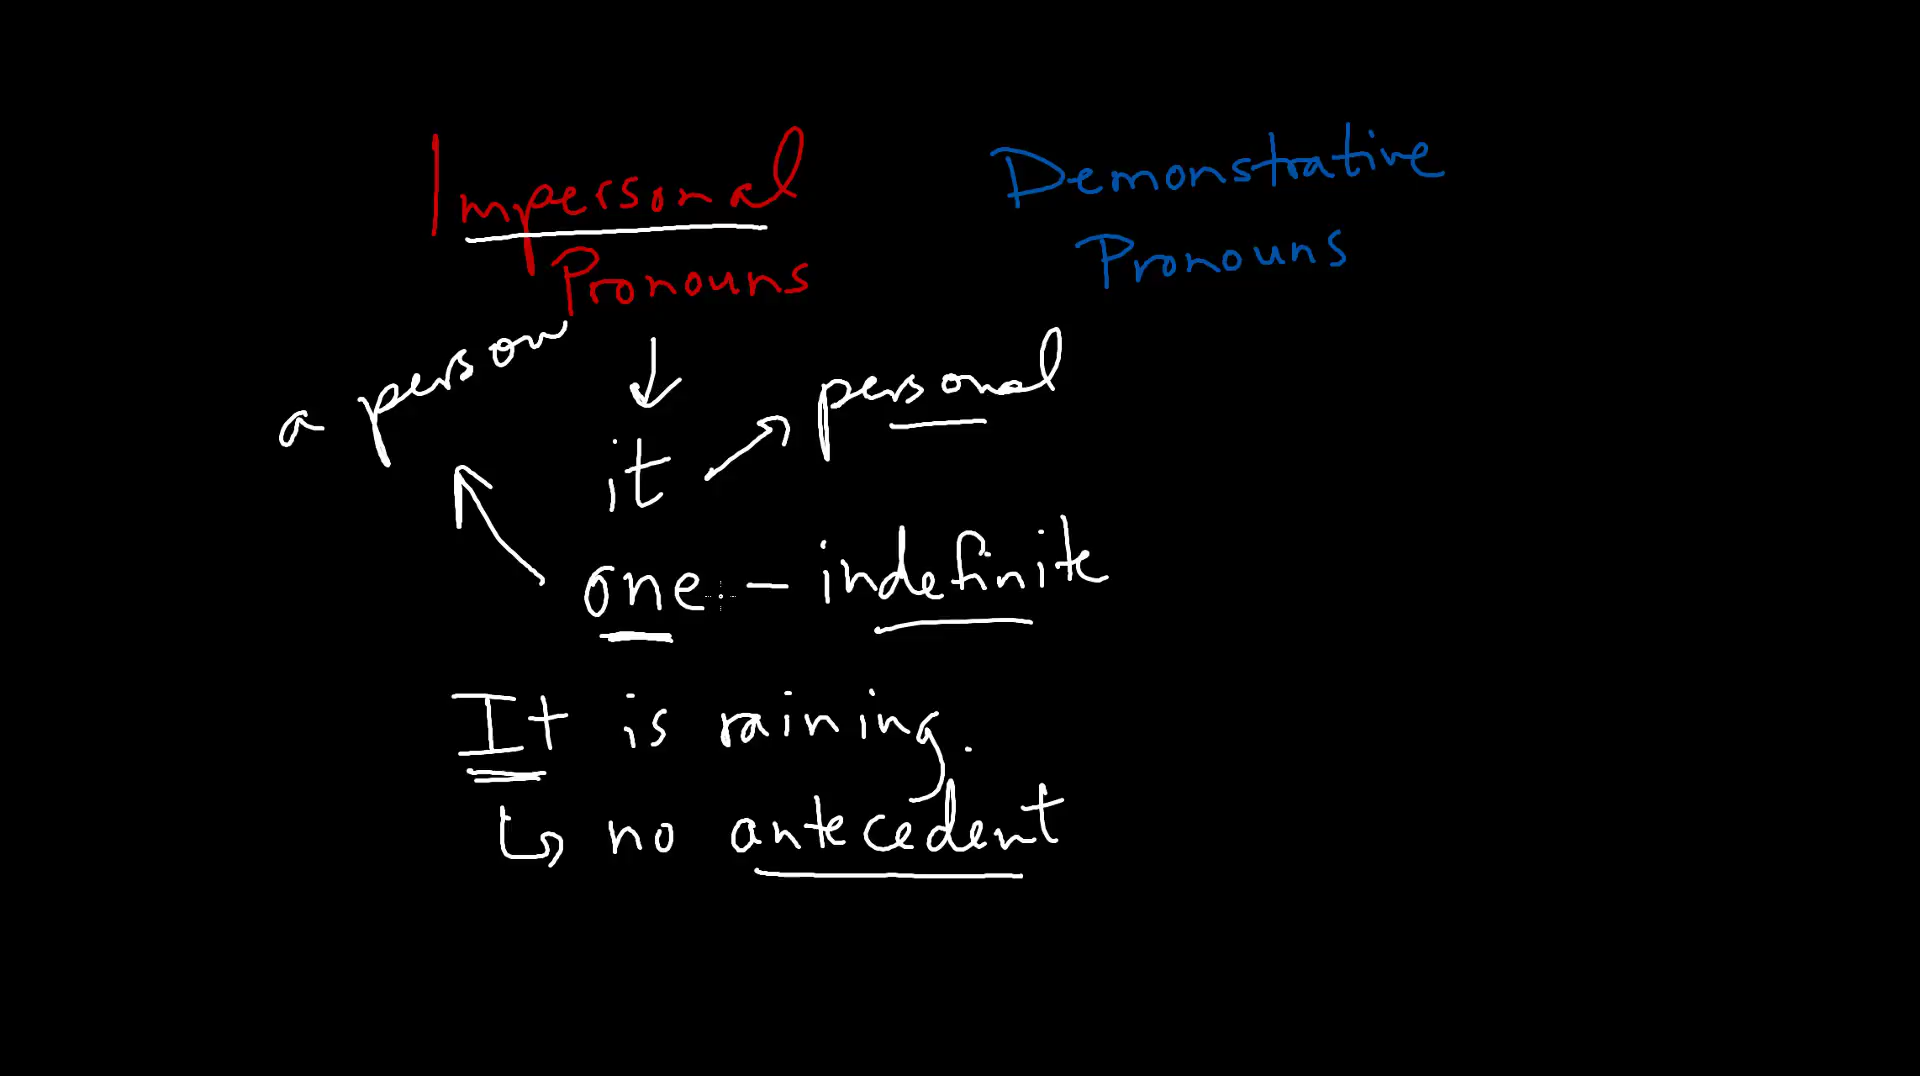 Impersonal
Pronouns
Demonstrative
Pronouns
a person
it
personal
one - indefinite
It is raining.
no antecedent